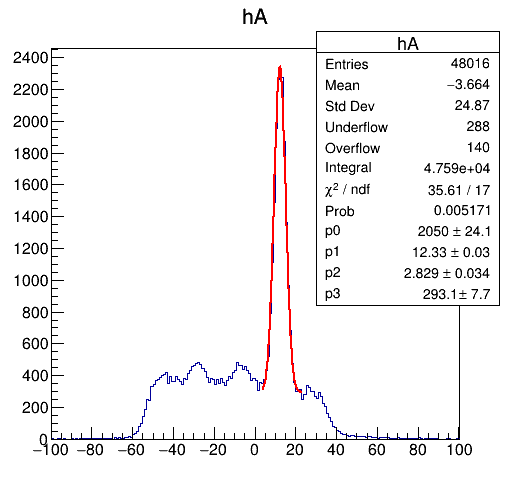 hA
hA
Entries 48016
Mean −3.664
Std Dev 24.87
Underflow 288
Overflow 140
Integral 4.759e+04
χ² / ndf 35.61 / 17
Prob 0.005171
p0 2050 ± 24.1
p1 12.33 ± 0.03
p2 2.829 ± 0.034
p3 293.1 ± 7.7
2400
2200
2000
1800
1600
1400
1200
1000
800
600
400
200
0
−100 −80 −60 −40 −20 0 20 40 60 80 100